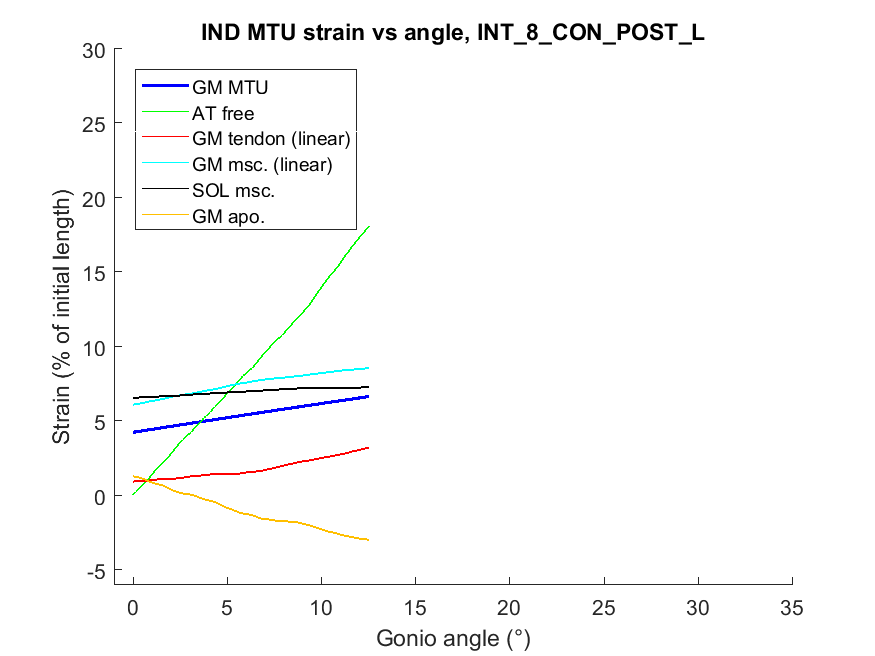 IND MTU strain vs angle, INT_8_CON_POST_L
30
25
20
15
10
5
0
-5
Strain (% of initial length)
GM MTU
AT free
GM tendon (linear)
GM msc. (linear)
SOL msc.
GM apo.
0 5 10 15 20 25 30 35
Gonio angle (°)